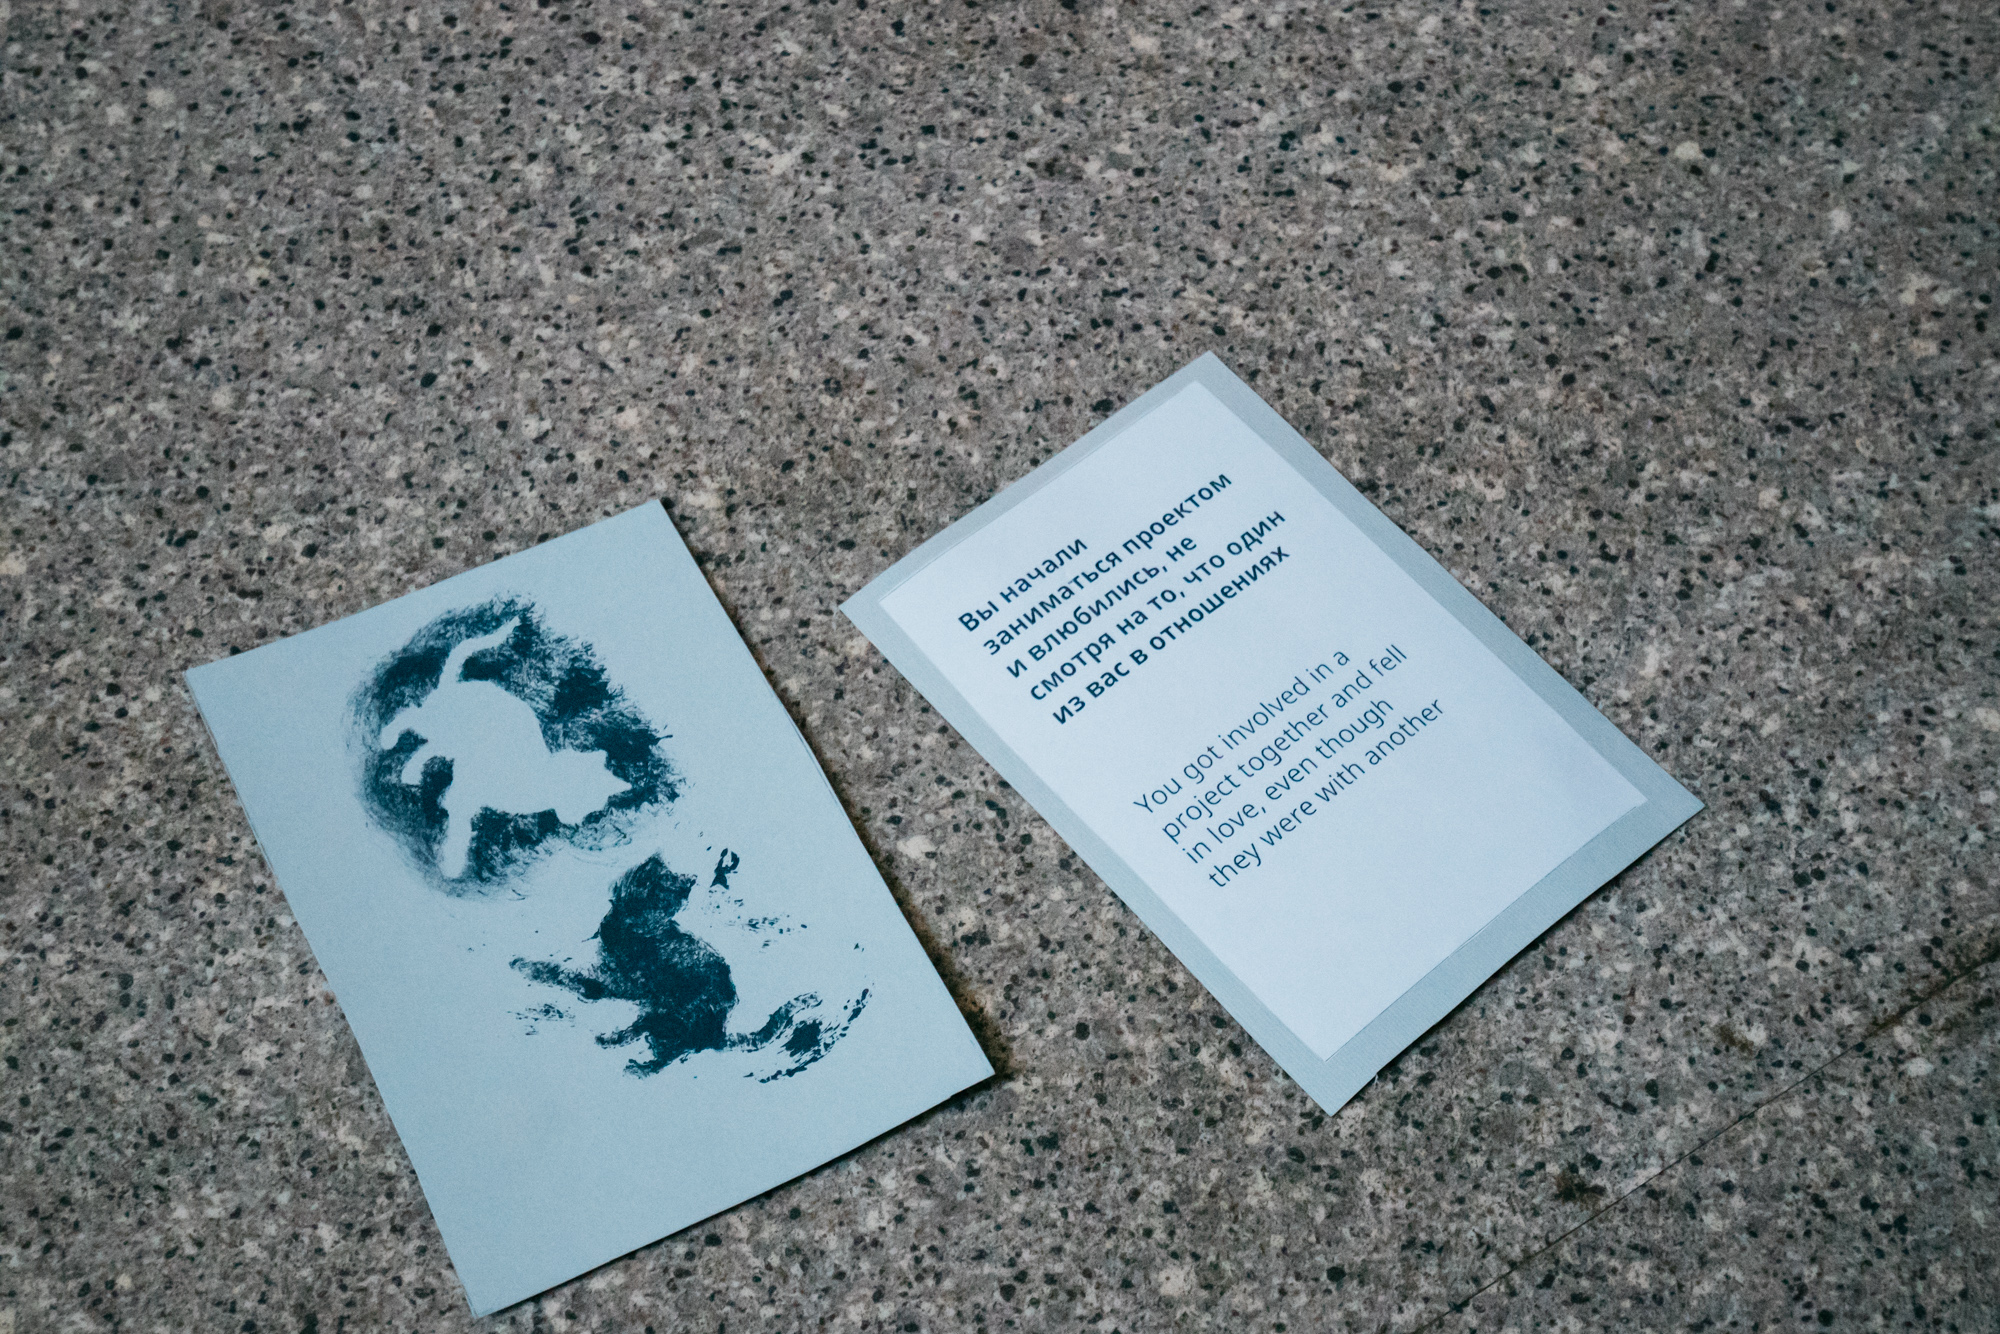 Вы начали
заниматься проектом
и влюбились, не
смотря на то, что один
из вас в отношениях
You got involved in a
project together and fell
in love, even though
they were with another